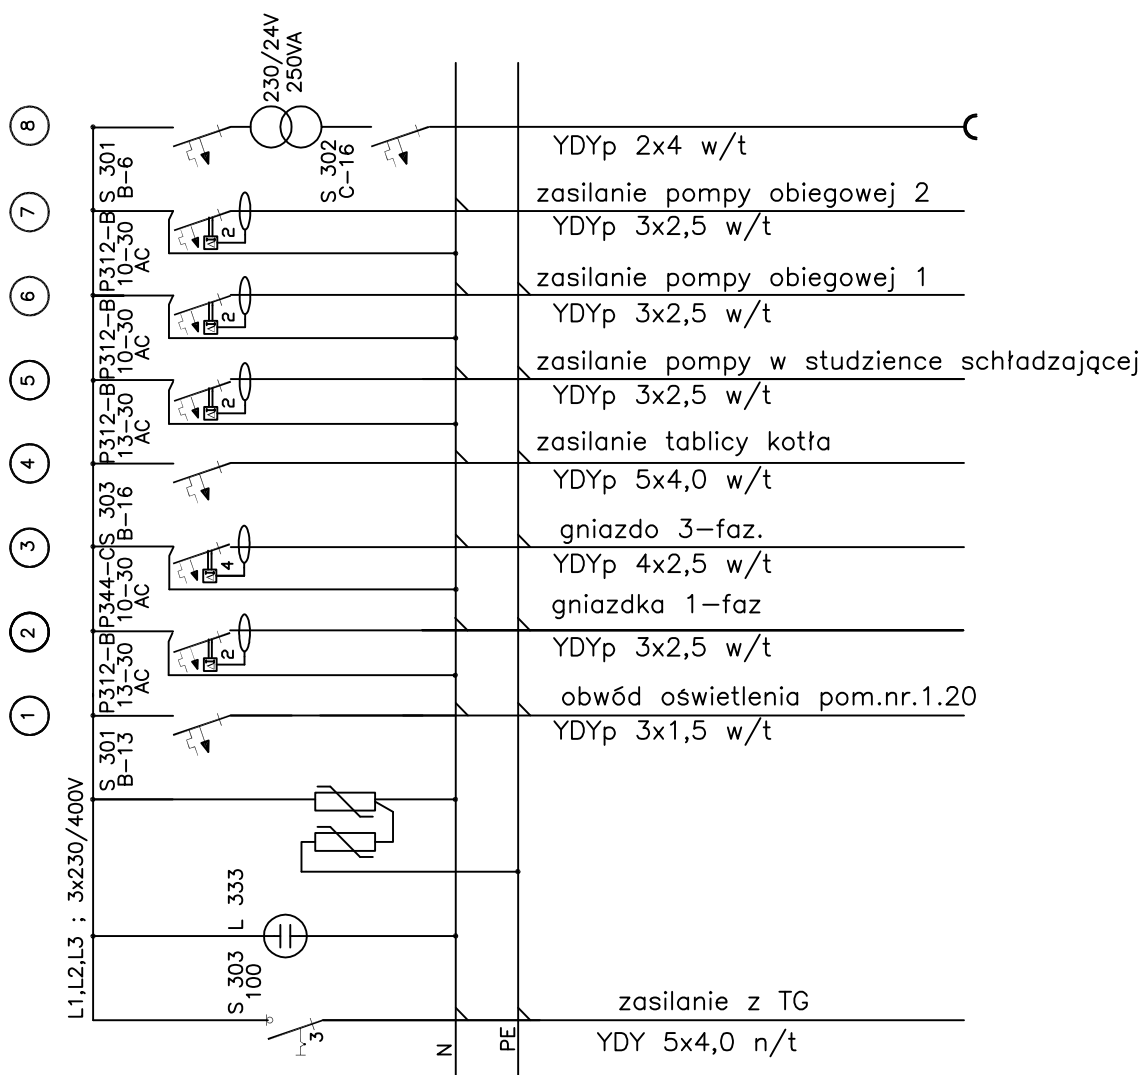 8
S 301
B-6
230/24V
250VA
S 302
C-16
YDYp 2x4 w/t
7
P312-B
10-30
AC
2
zasilanie pompy obiegowej 2
YDYp 3x2,5 w/t
6
P312-B
10-30
AC
2
zasilanie pompy obiegowej 1
YDYp 3x2,5 w/t
5
P312-B
13-30
AC
2
zasilanie pompy w studzience schładzającej
YDYp 3x2,5 w/t
4
S 303
B-16
zasilanie tablicy kotła
YDYp 5x4,0 w/t
3
P344-C
10-30
AC
4
gniazdo 3-faz.
YDYp 4x2,5 w/t
2
P312-B
13-30
AC
2
gniazdka 1-faz
YDYp 3x2,5 w/t
1
S 301
B-13
obwód oświetlenia pom.nr.1.20
YDYp 3x1,5 w/t
L1,L2,L3 ; 3x230/400V
L 333
S 303
100
3
N
PE
zasilanie z TG
YDY 5x4,0 n/t